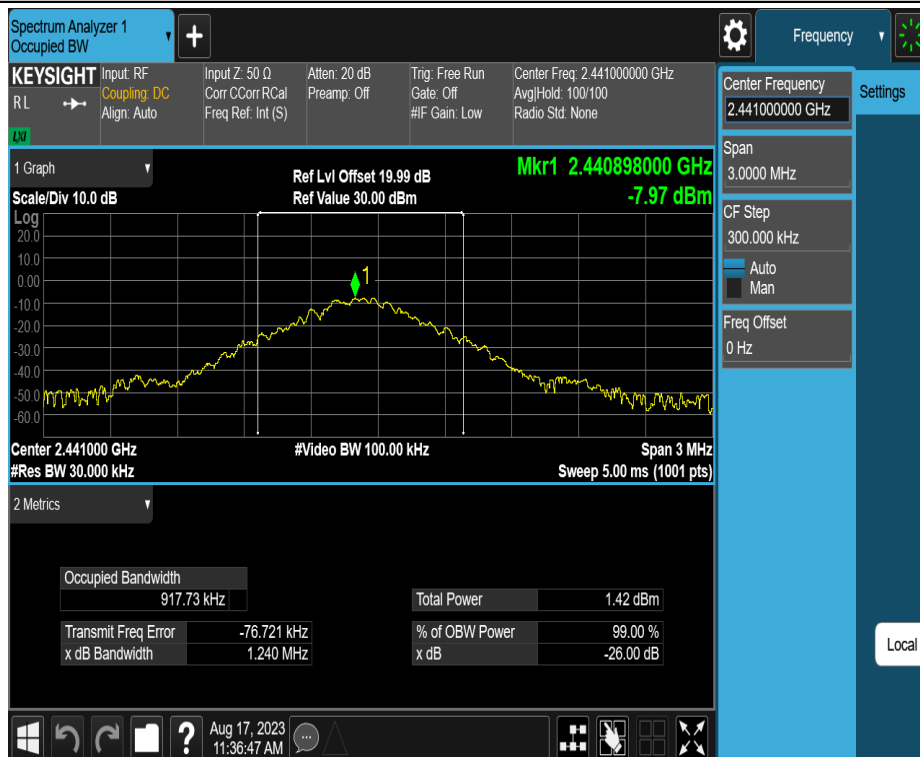 Spectrum Analyzer 1
Occupied BW
+
Frequency
KEYSIGHT
RL
LXI
Input: RF
Coupling: DC
Align: Auto
Input Z: 50 Ω
Corr CCorr RCal
Freq Ref: Int (S)
Atten: 20 dB
Preamp: Off
Trig: Free Run
Gate: Off
#IF Gain: Low
Center Freq: 2.441000000 GHz
Avg|Hold: 100/100
Radio Std: None
Center Frequency
2.441000000 GHz
Settings
Span
3.0000 MHz
CF Step
300.000 kHz
Auto
Man
Freq Offset
0 Hz
Local
1 Graph
Scale/Div 10.0 dB
Ref Lvl Offset 19.99 dB
Ref Value 30.00 dBm
Mkr1 2.440898000 GHz
-7.97 dBm
Log
20.0
10.0
0.00
-10.0
-20.0
-30.0
-40.0
-50.0
-60.0
1
Center 2.441000 GHz
#Video BW 100.00 kHz
Span 3 MHz
#Res BW 30.000 kHz
Sweep 5.00 ms (1001 pts)
2 Metrics
Occupied Bandwidth
917.73 kHz
Total Power 1.42 dBm
Transmit Freq Error -76.721 kHz
% of OBW Power 99.00 %
x dB Bandwidth 1.240 MHz
x dB -26.00 dB
?
Aug 17, 2023
11:36:47 AM